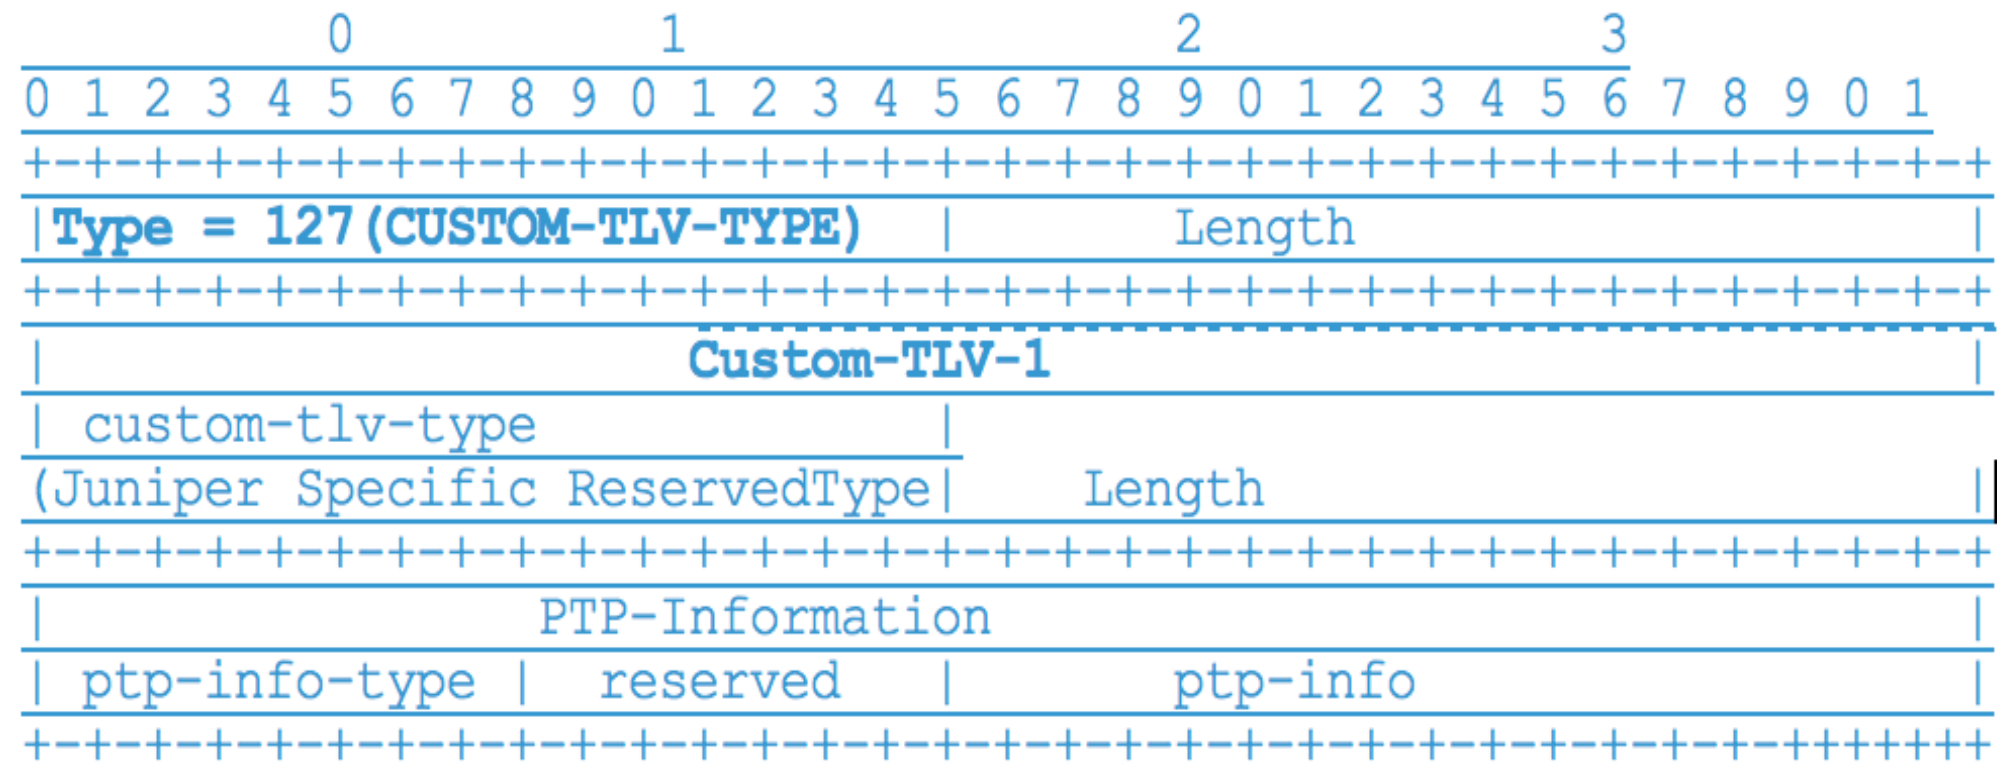 0 1 2 3
0 1 2 3 4 5 6 7 8 9 0 1 2 3 4 5 6 7 8 9 0 1 2 3 4 5 6 7 8 9 0 1
+-+-+-+-+-+-+-+-+-+-+-+-+-+-+-+-+-+-+-+-+-+-+-+-+-+-+-+-+-+-+-+-+
|Type = 127(CUSTOM-TLV-TYPE) | Length |
+-+-+-+-+-+-+-+-+-+-+-+-+-+-+-+-+-+-+-+-+-+-+-+-+-+-+-+-+-+-+-+-+
| Custom-TLV-1 |
| custom-tlv-type |
(Juniper Specific ReservedType| Length |
+-+-+-+-+-+-+-+-+-+-+-+-+-+-+-+-+-+-+-+-+-+-+-+-+-+-+-+-+-+-+-+-+
| PTP-Information |
| ptp-info-type | reserved | ptp-info |
+-+-+-+-+-+-+-+-+-+-+-+-+-+-+-+-+-+-+-+-+-+-+-+-+-+-+-+-+-+++++++